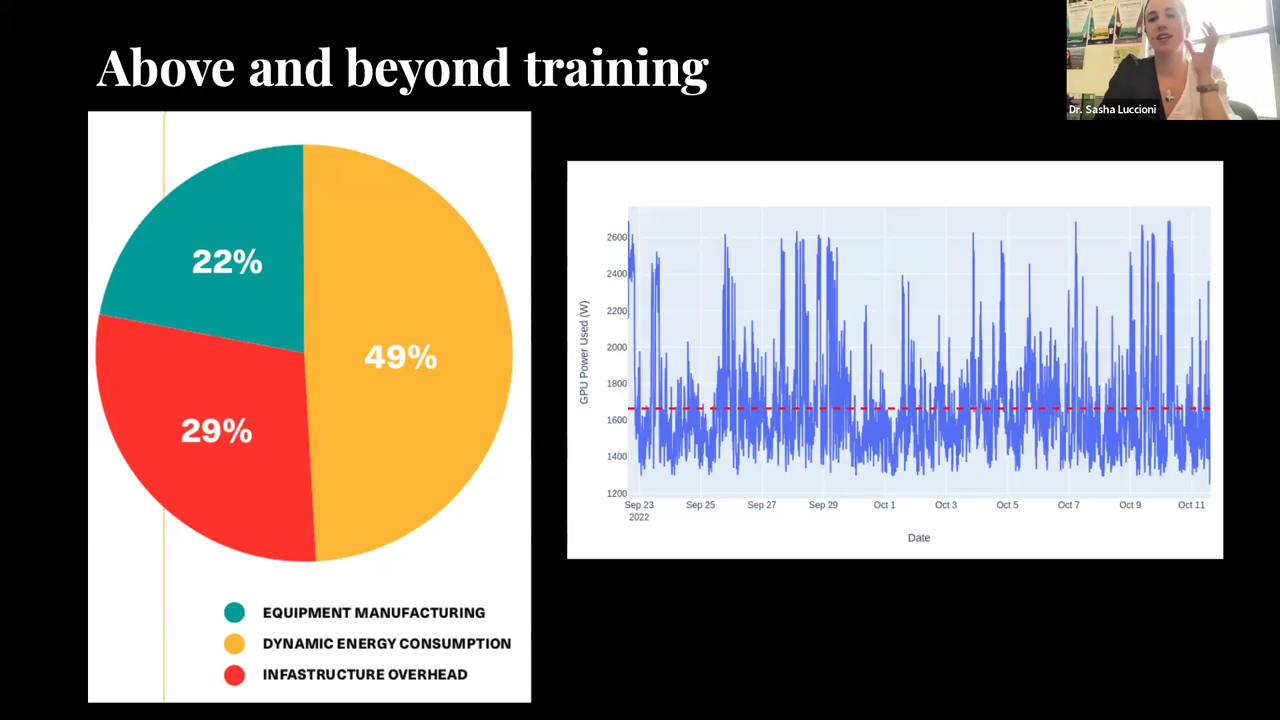 Above and beyond training
Dr. Sasha Luccioni
22%
49%
29%
EQUIPMENT MANUFACTURING
DYNAMIC ENERGY CONSUMPTION
INFASTRUCTURE OVERHEAD
GPU Power Used (W)
2600
2400
2200
2000
1800
1600
1400
1200
Sep 23 Sep 25 Sep 27 Sep 29 Oct 1 Oct 3 Oct 5 Oct 7 Oct 9 Oct 11
2022
Date